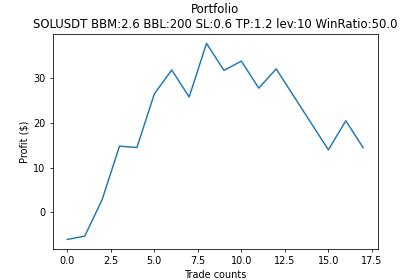 Portfolio
SOLUSDT BBM:2.6 BBL:200 SL:0.6 TP:1.2 lev:10 WinRatio:50.0
30
20
10
0
Profit ($)
0.0 2.5 5.0 7.5 10.0 12.5 15.0 17.5
Trade counts